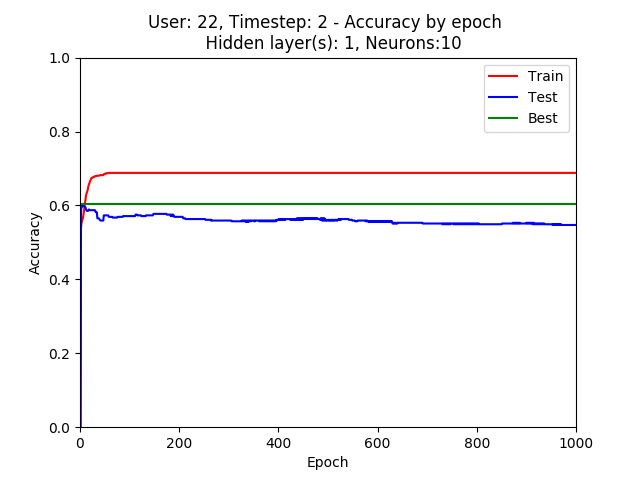 User: 22, Timestep: 2 - Accuracy by epoch
Hidden layer(s): 1, Neurons:10
Train
Test
Best
1.0
0.8
0.6
0.4
0.2
0.0
Accuracy
0
200
400
600
800
1000
Epoch